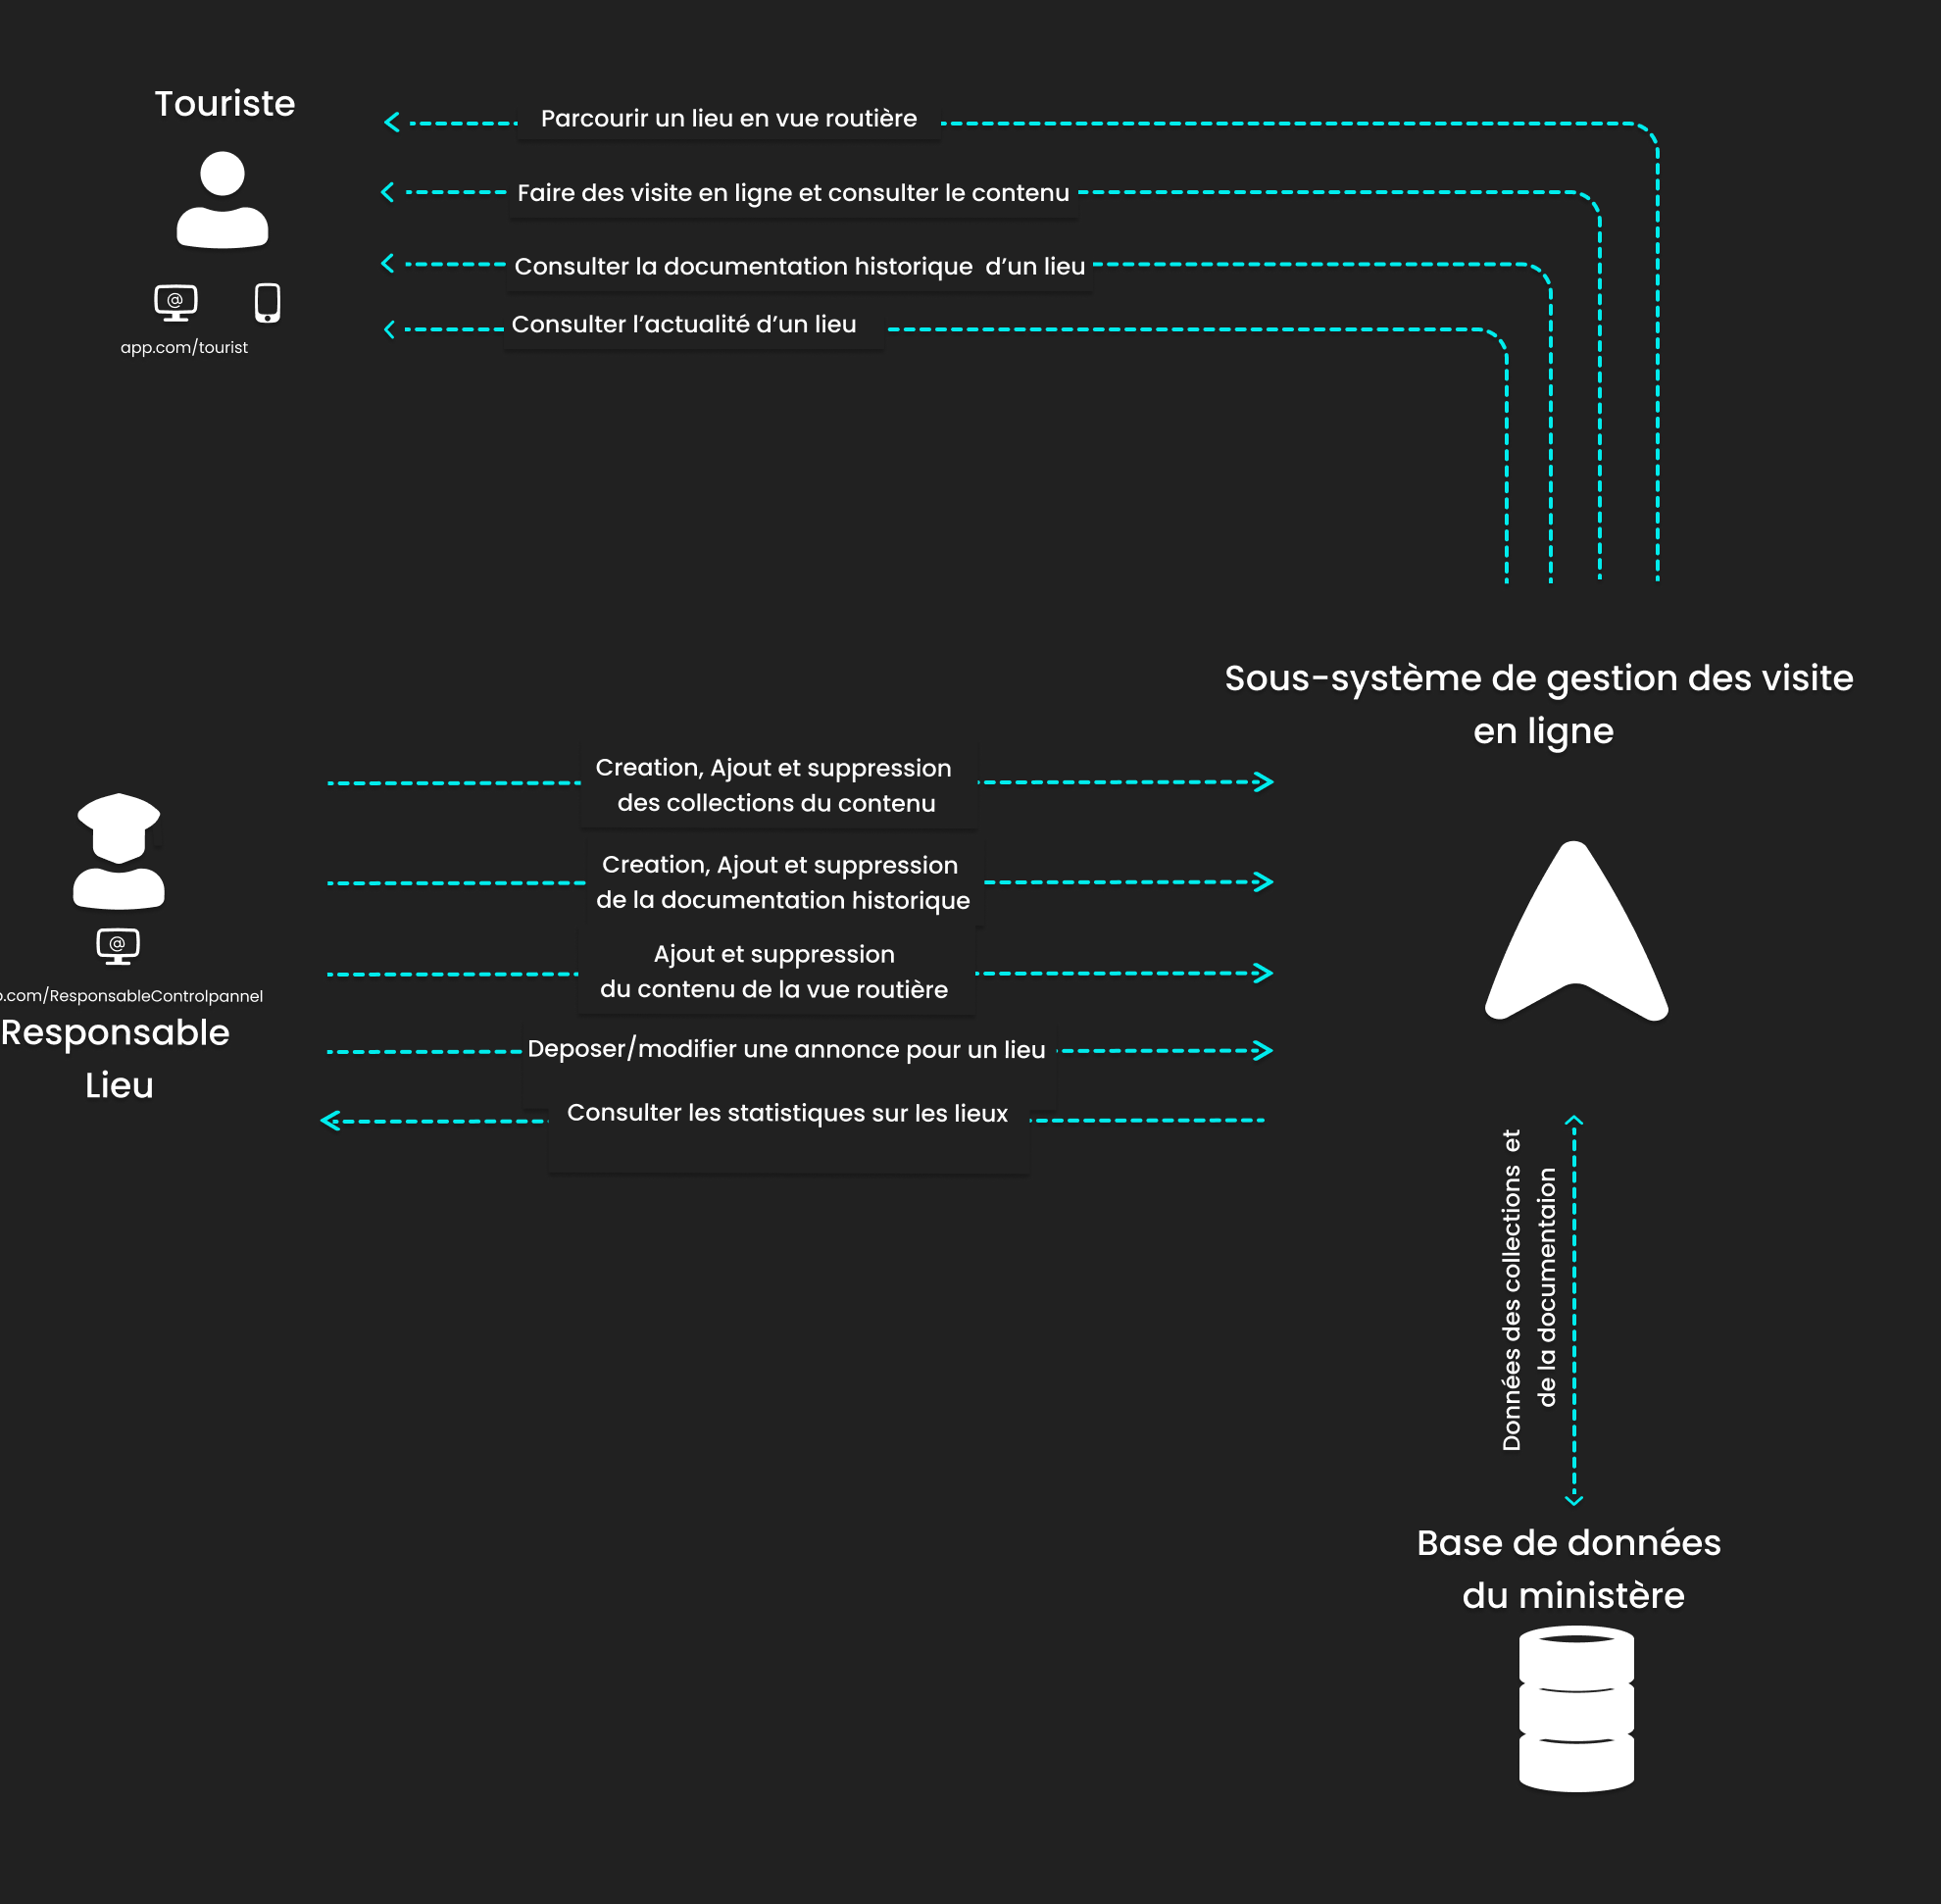 Touriste
@
app.com/tourist
Parcourir un lieu en vue routière
Faire des visite en ligne et consulter le contenu
Consulter la documentation historique d’un lieu
Consulter l’actualité d’un lieu
Sous-système de gestion des visite
en ligne
Creation, Ajout et suppression
des collections du contenu
Creation, Ajout et suppression
de la documentation historique
Ajout et suppression
du contenu de la vue routière
Deposer/modifier une annonce pour un lieu
Consulter les statistiques sur les lieux
@
p.com/ResponsableControlpannel
Responsable
Lieu
Données des collections et
de la documentaion
Base de données
du ministère